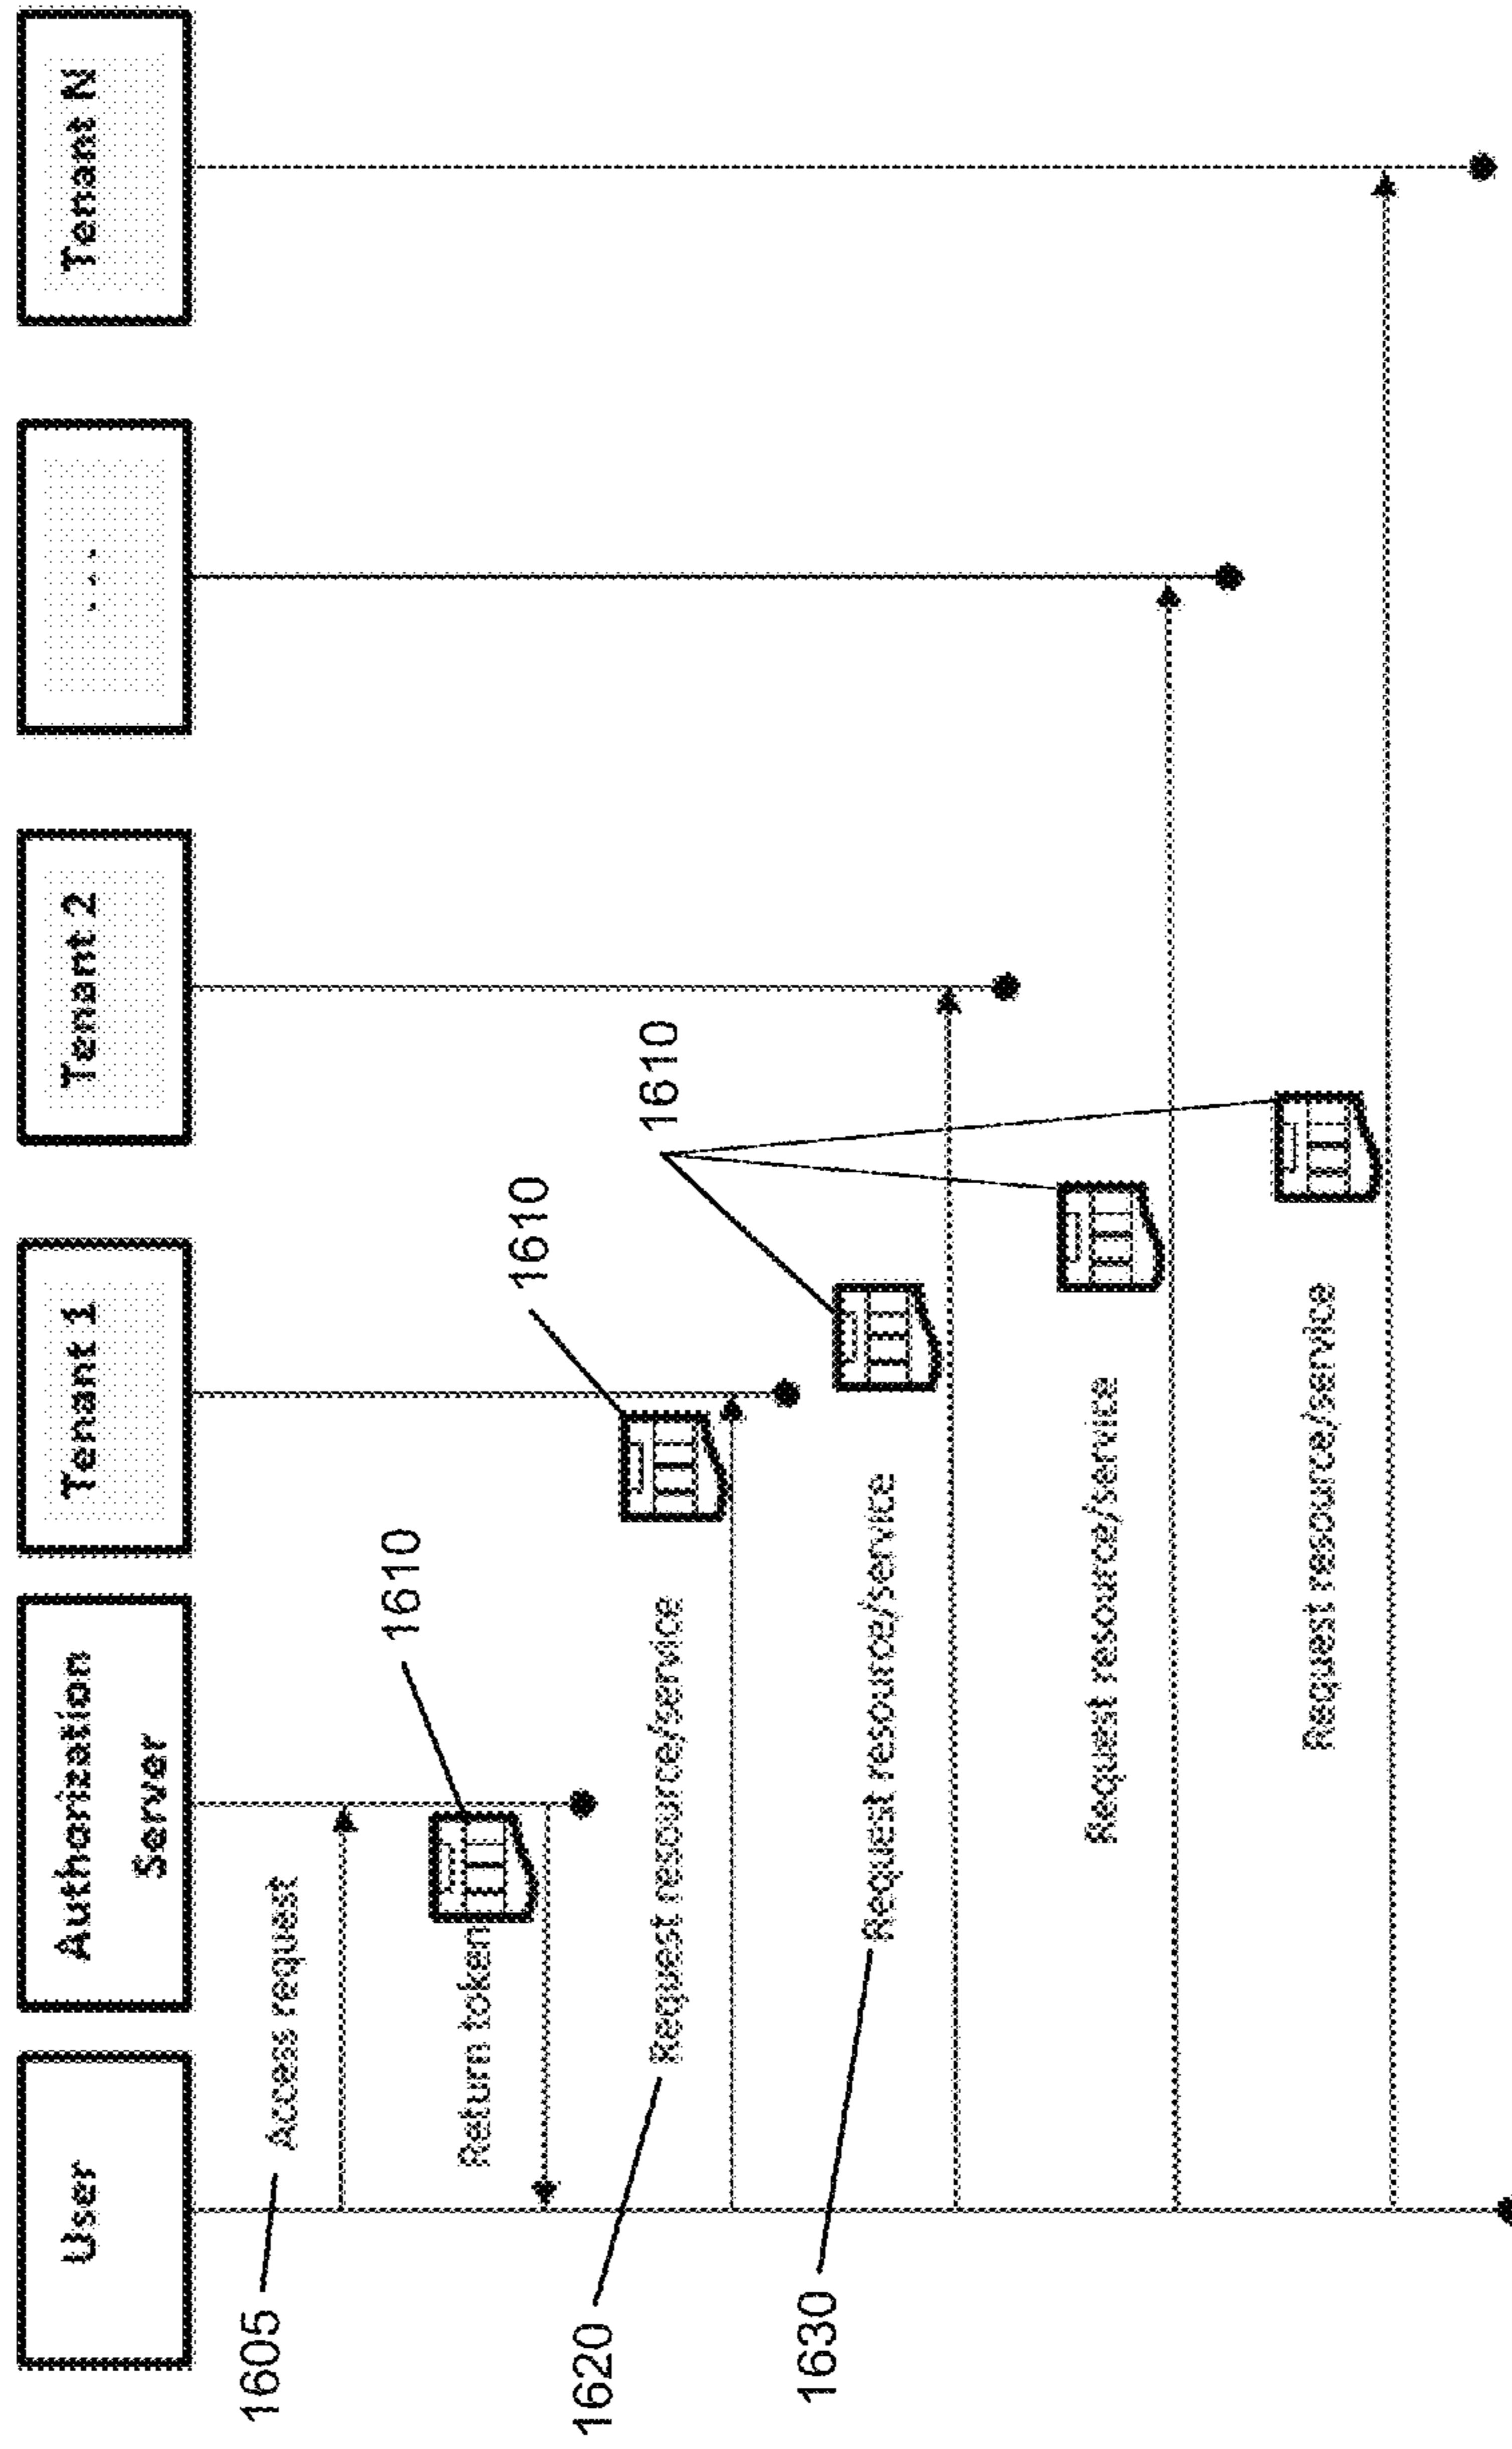 User
Authorization
Server
Tenant 1
Tenant 2
...
Tenant N
1605
Access request
1610
Return token
1610
1620
Request resource/service
1610
1630
Request resource/service
Request resource/service
Request resource/service